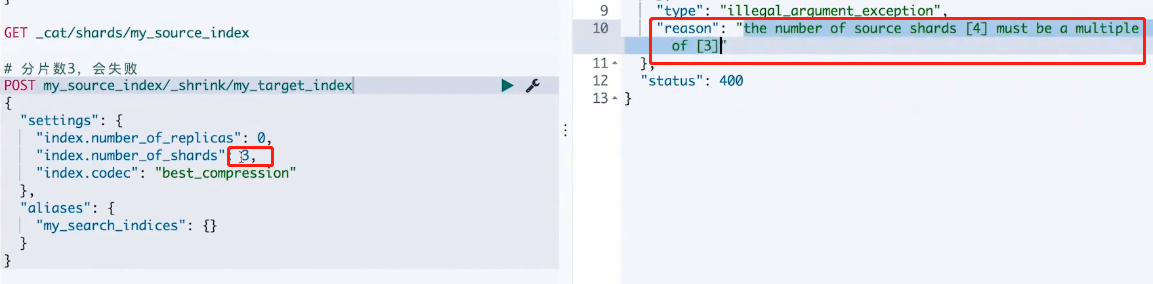 }
GET _cat/shards/my_source_index
# 分片数3，会失败
POST my_source_index/_shrink/my_target_index
{
"settings": {
"index.number_of_replicas": 0,
"index.number_of_shards": 3,
"index.codec": "best_compression"
},
"aliases": {
"my_search_indices": {}
}
}
9 "type": "illegal_argument_exception",
10 "reason": "the number of source shards [4] must be a multiple
of [3]"
11 },
12 "status": 400
13 }